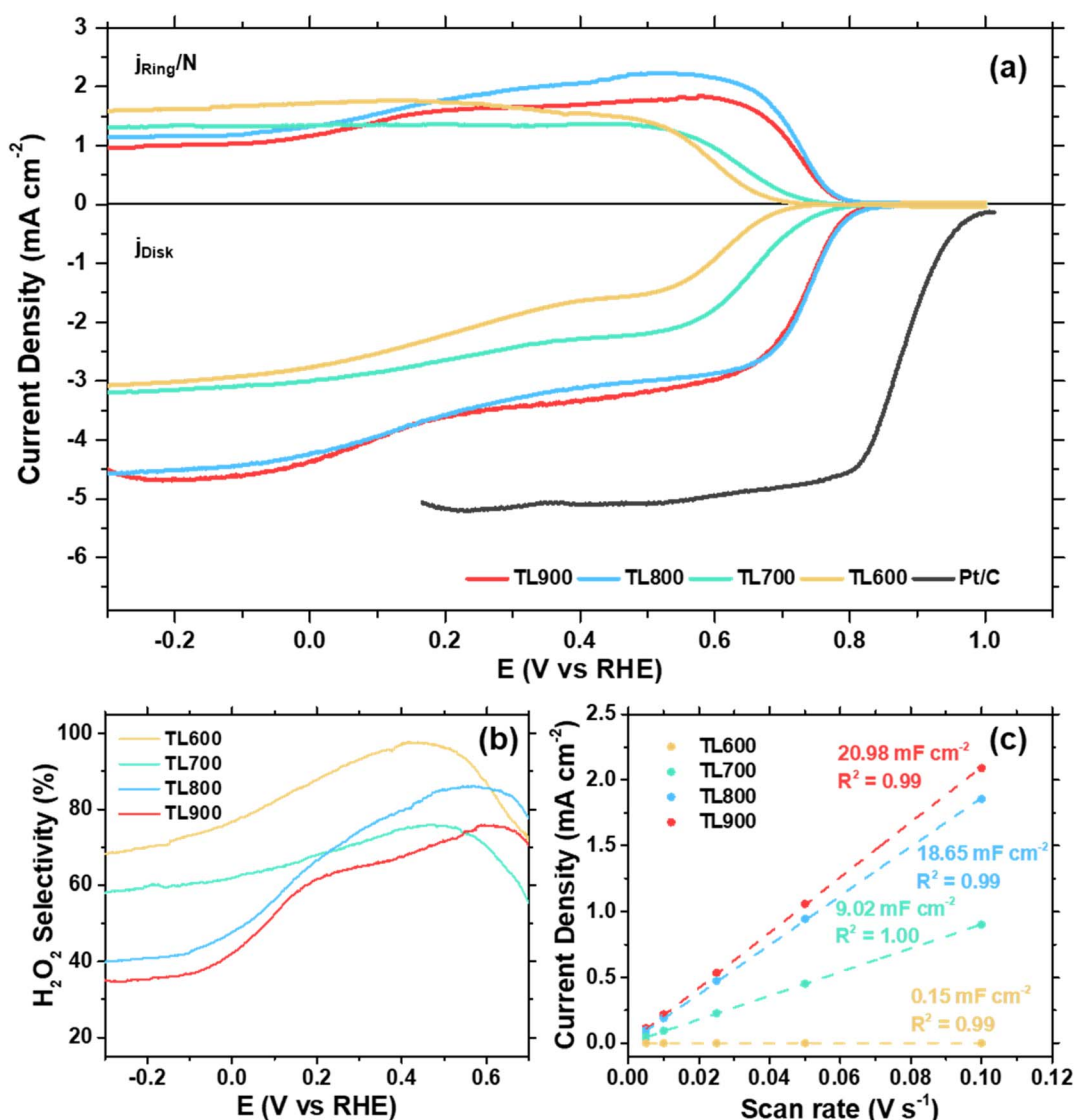 (a)
j_Ring/N
j_Disk
Current Density (mA cm⁻²)
3
2
1
0
-1
-2
-3
-4
-5
-6
TL900 TL800 TL700 TL600 Pt/C
-0.2 0.0 0.2 0.4 0.6 0.8 1.0
E (V vs RHE)
(b)
TL600
TL700
TL800
TL900
H₂O₂ Selectivity (%)
100
80
60
40
20
-0.2 0.0 0.2 0.4 0.6
E (V vs RHE)
(c)
TL600
TL700
TL800
TL900
20.98 mF cm⁻²
R² = 0.99
18.65 mF cm⁻²
R² = 0.99
9.02 mF cm⁻²
R² = 1.00
0.15 mF cm⁻²
R² = 0.99
Current Density (mA cm⁻²)
2.5
2.0
1.5
1.0
0.5
0.0
0.00 0.02 0.04 0.06 0.08 0.10 0.12
Scan rate (V s⁻¹)